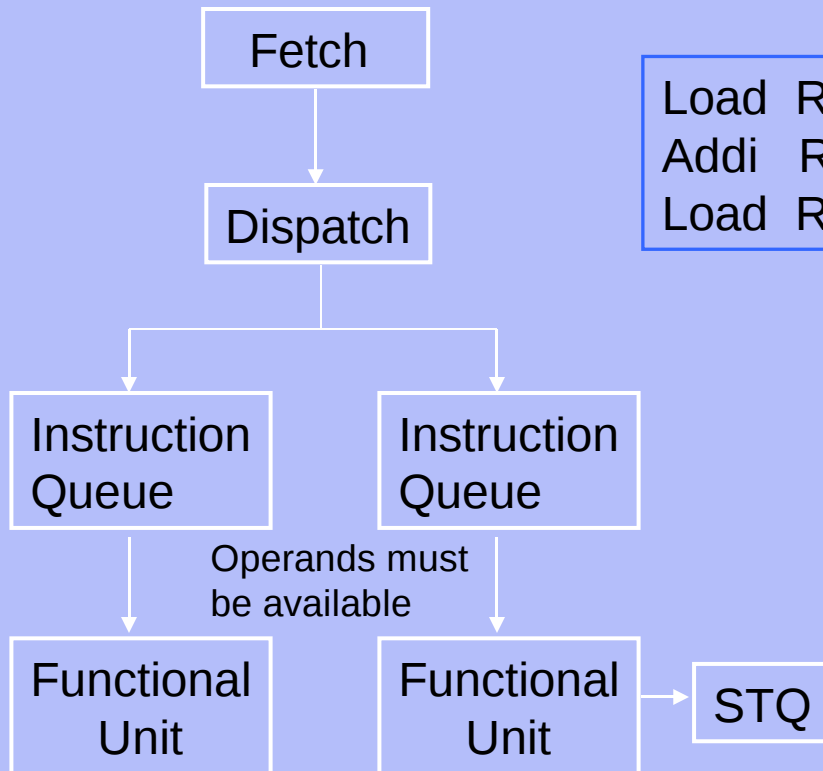 Fetch
Load R
Addi R
Load R
Dispatch
Instruction
Queue
Instruction
Queue
Operands must
be available
Functional
Unit
Functional
Unit
STQ